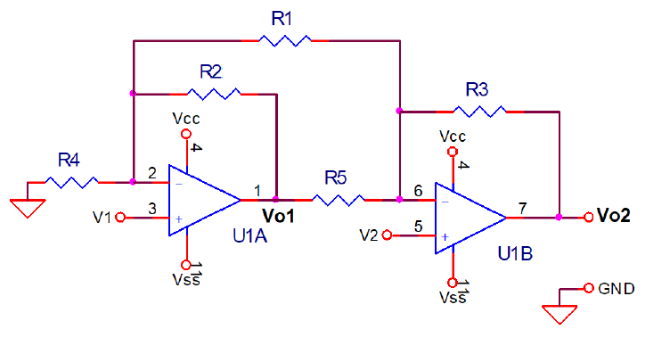 R1
R2
R3
Vcc
4
Vcc
4
R4
2
−
1
R5
6
−
7
Vo2
V1
3
+
Vo1
V2
5
+
U1A
U1B
11
Vss
11
Vss
GND